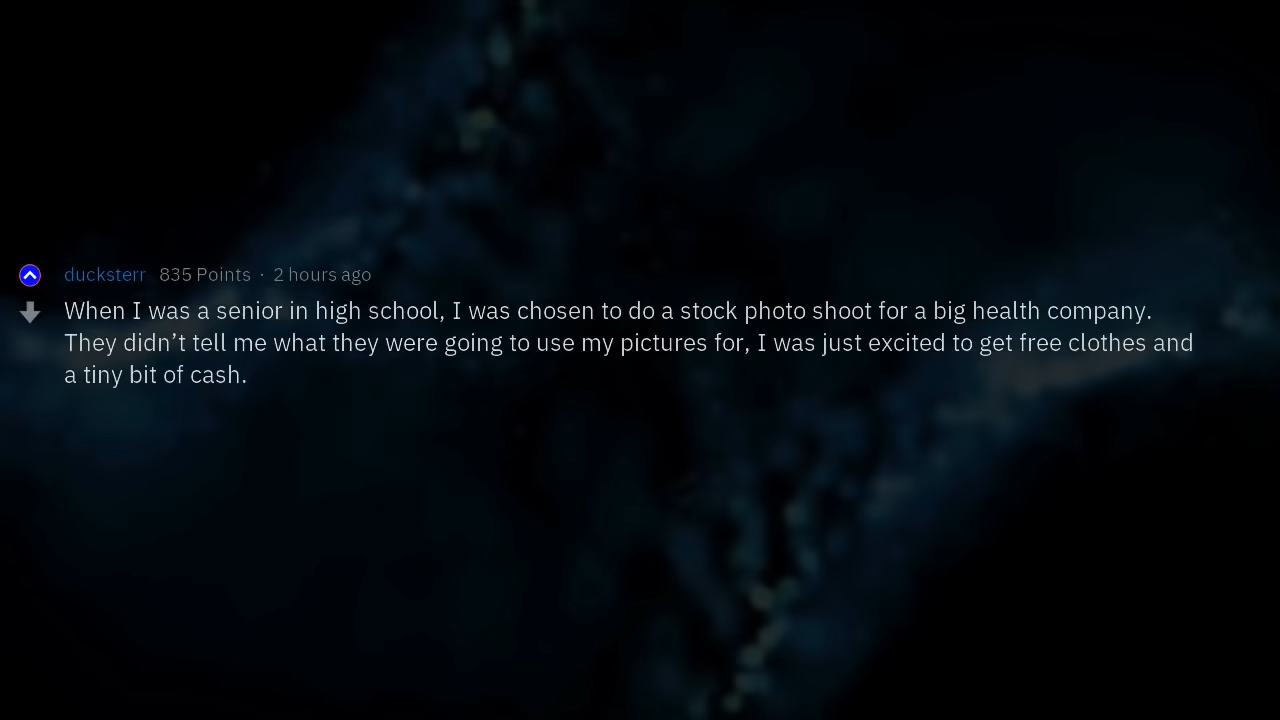 ducksterr 835 Points · 2 hours ago
When I was a senior in high school, I was chosen to do a stock photo shoot for a big health company.
They didn’t tell me what they were going to use my pictures for, I was just excited to get free clothes and
a tiny bit of cash.